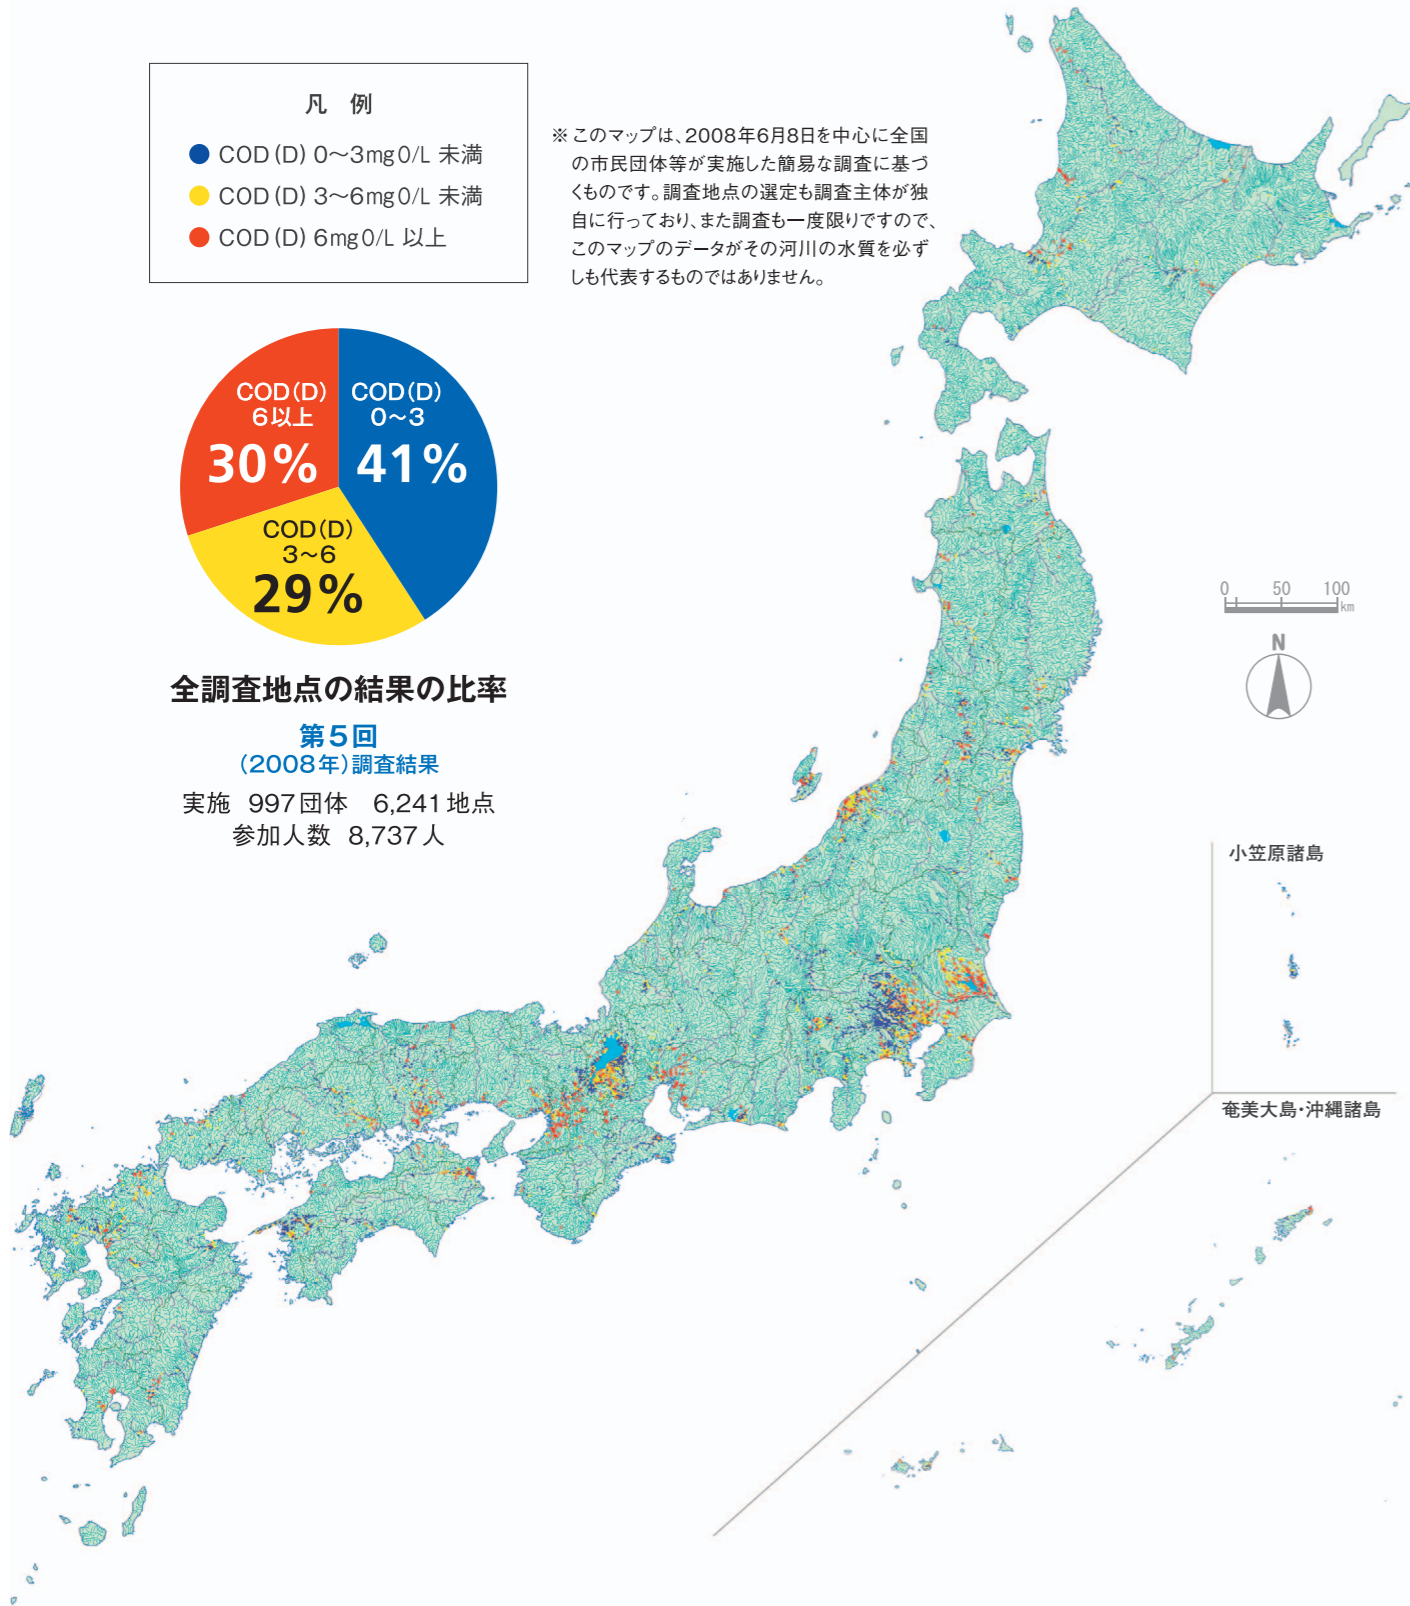 凡 例
COD (D) 0〜3mg0/L 未満
COD (D) 3〜6mg0/L 未満
COD (D) 6mg0/L 以上
※このマップは、2008年6月8日を中心に全国
の市民団体等が実施した簡易な調査に基づ
くものです。調査地点の選定も調査主体が独
自に行っており、また調査も一度限りですので、
このマップのデータがその河川の水質を必ず
しも代表するものではありません。
COD(D)
6以上
30%
COD(D)
0〜3
41%
COD(D)
3〜6
29%
全調査地点の結果の比率
第5回
(2008年)調査結果
実施 997団体 6,241地点
参加人数 8,737人
0 50 100
km
N
小笠原諸島
奄美大島・沖縄諸島